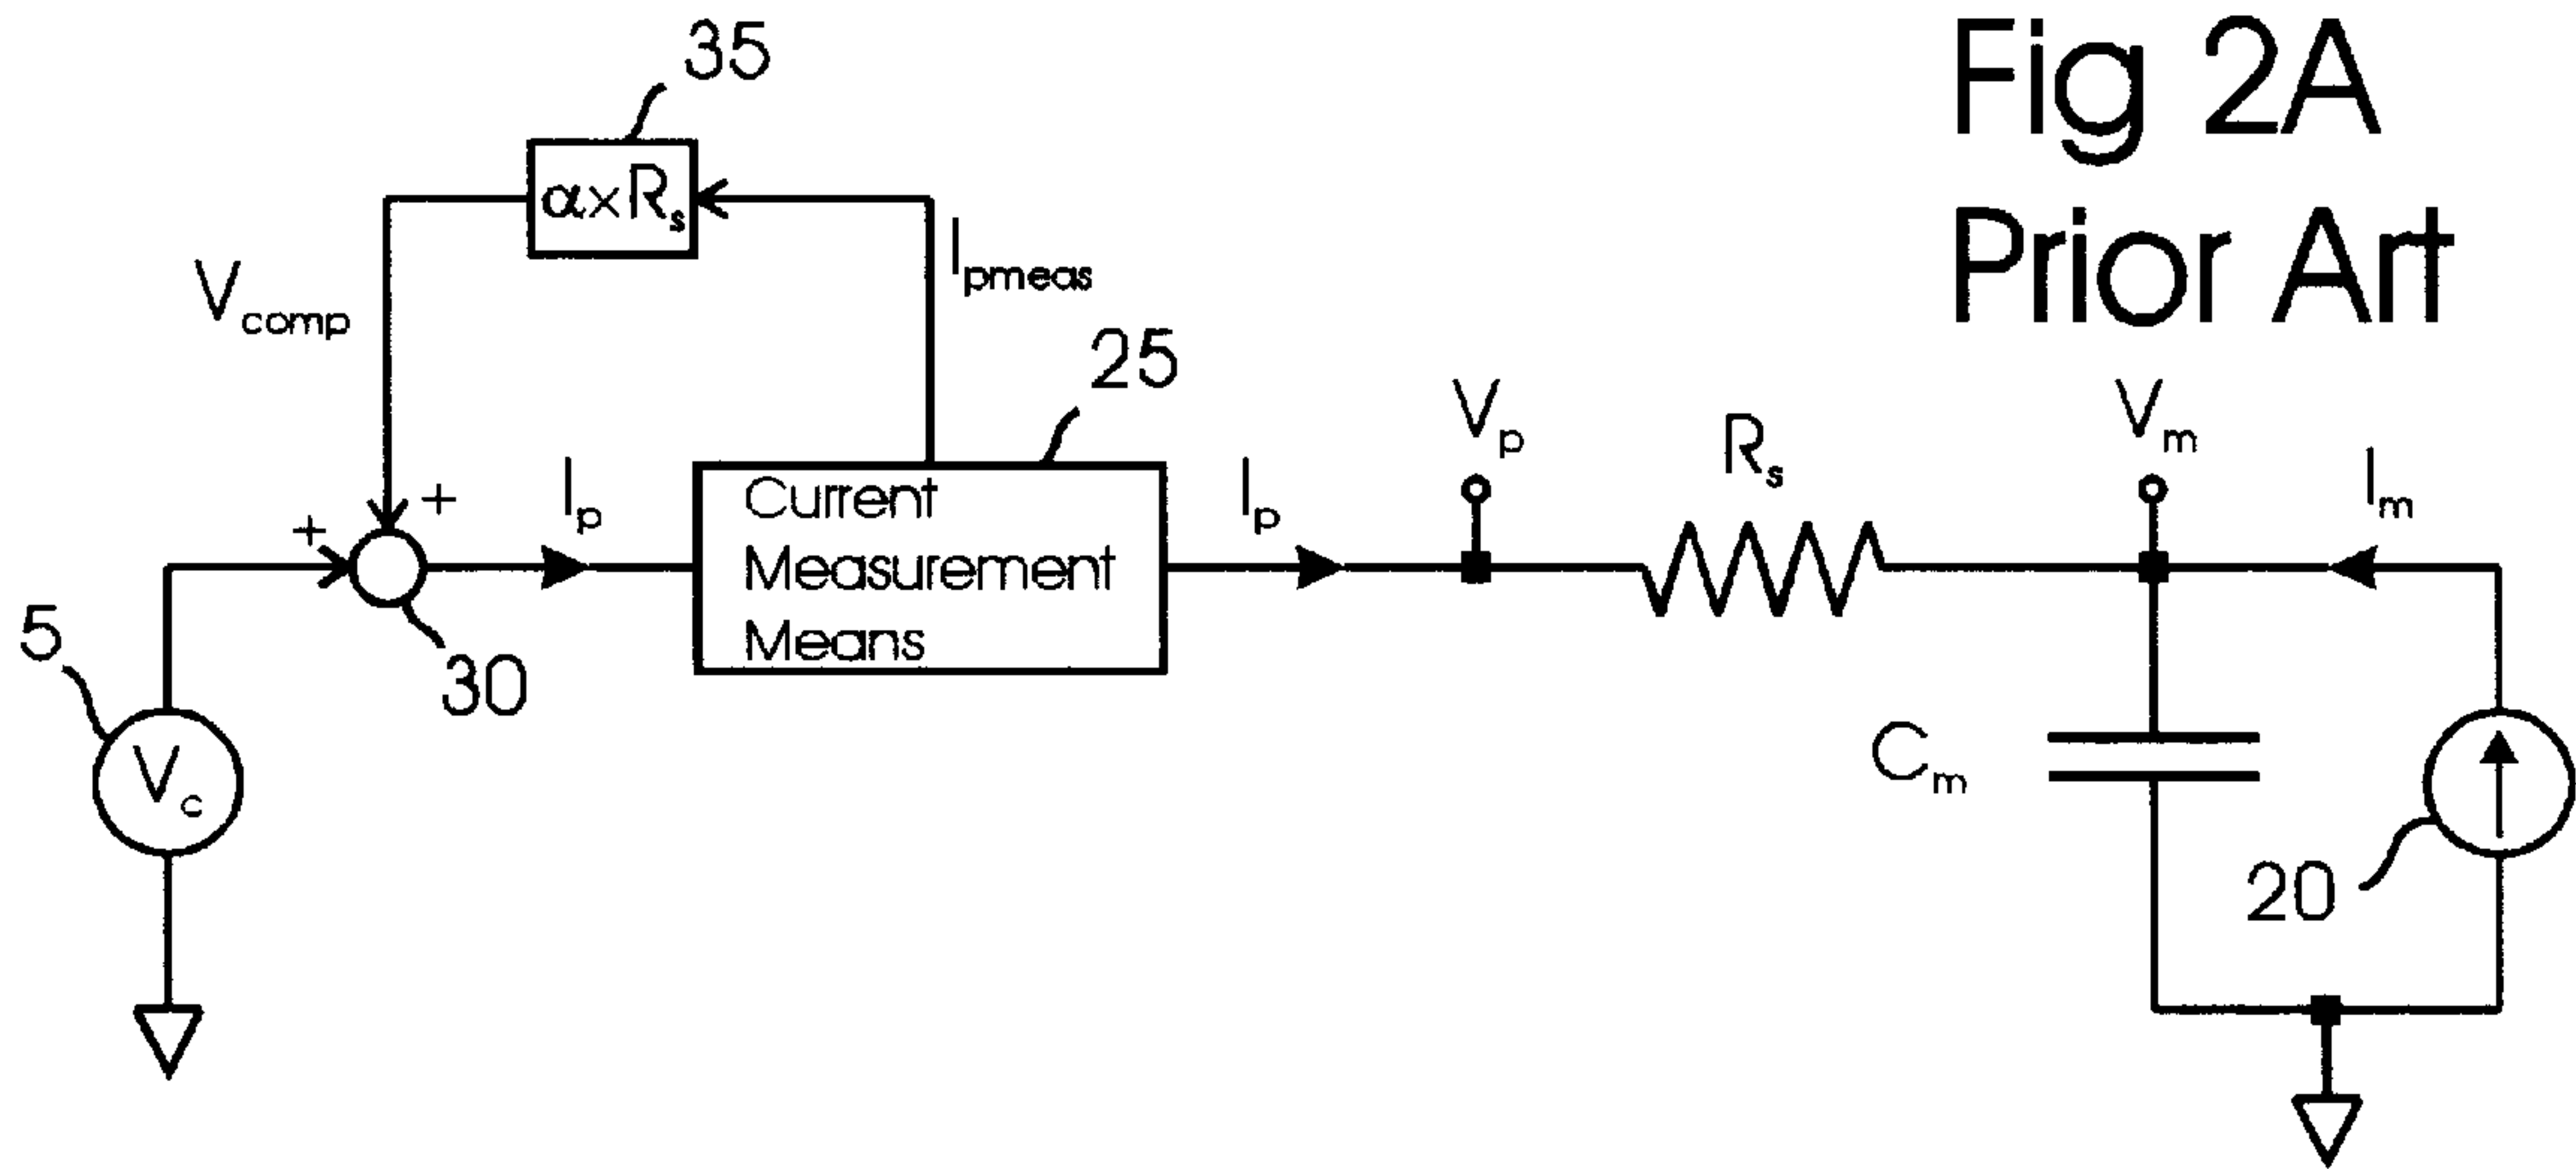 Fig 2A
Prior Art
35
α×Rs
Ipmeas
Vcomp
25
Vp
Rs
Vm
Im
+
+
Ip
Current
Measurement
Means
Ip
5
30
Vc
Cm
20